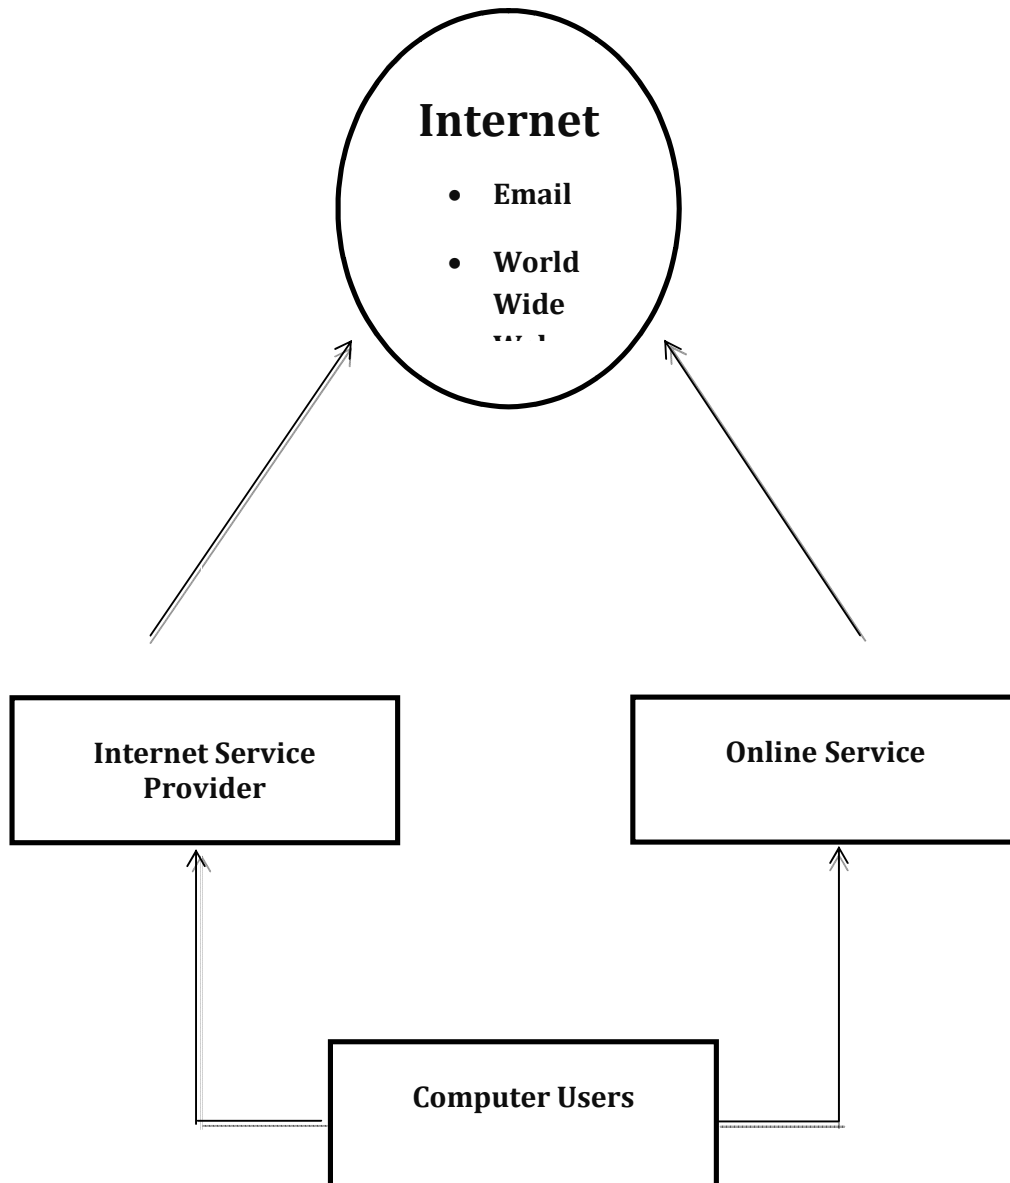 Internet
• Email
• World
Wide
Internet Service
Provider
Online Service
Computer Users